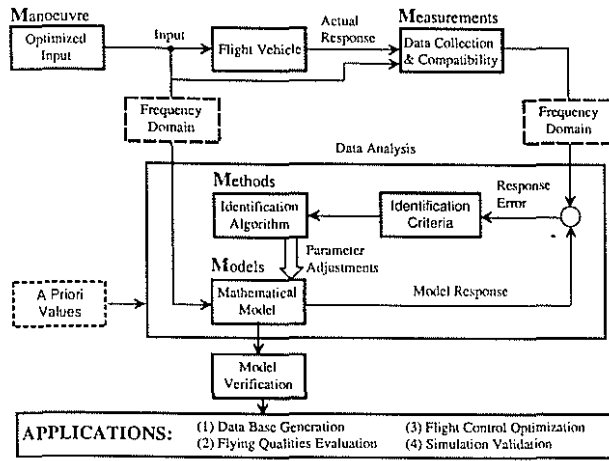 Manoeuvre
Optimized
Input
Input
Flight Vehicle
Actual
Response
Measurements
Data Collection
& Compatibility
Frequency
Domain
Frequency
Domain
Data Analysis
Methods
Identification
Algorithm
Identification
Criteria
Response
Error
Parameter
Adjustments
Models
Mathematical
Model
Model Response
A Priori
Values
Model
Verification
APPLICATIONS:
(1) Data Base Generation
(2) Flying Qualities Evaluation
(3) Flight Control Optimization
(4) Simulation Validation